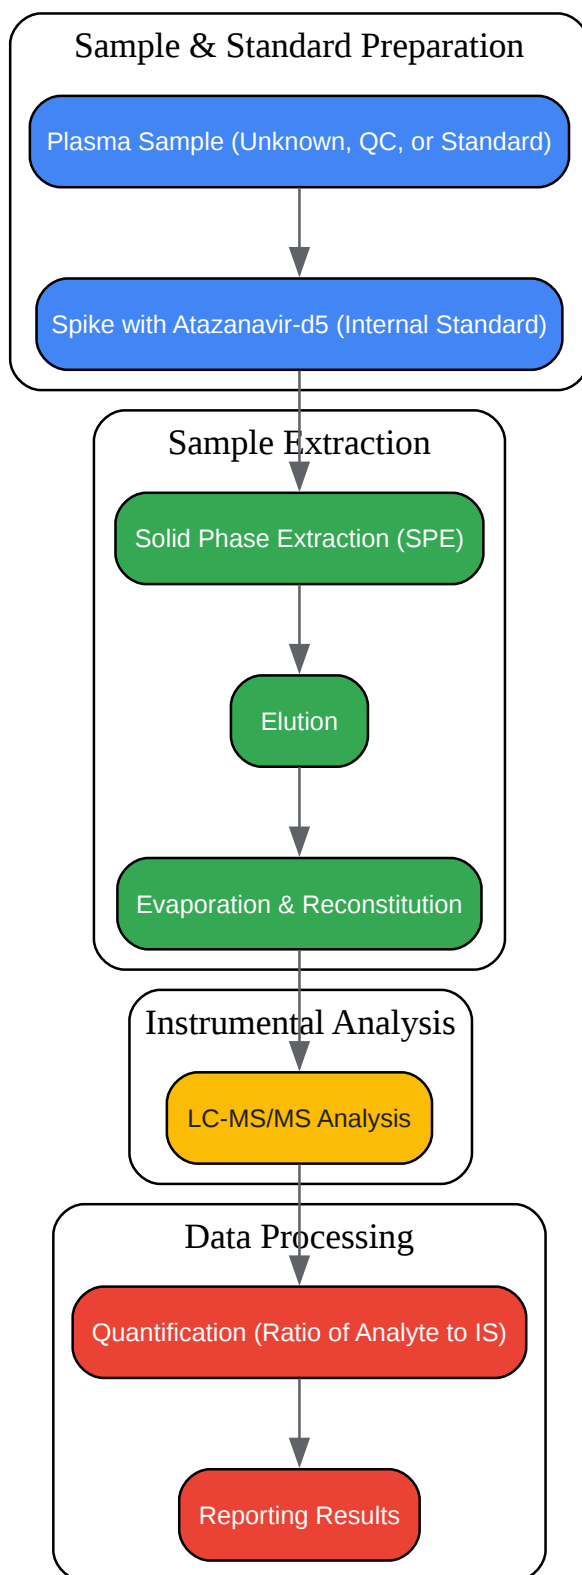 Sample & Standard Preparation
Plasma Sample (Unknown, QC, or Standard)
Spike with Atazanavir-d5 (Internal Standard)
Sample Extraction
Solid Phase Extraction (SPE)
Elution
Evaporation & Reconstitution
Instrumental Analysis
LC-MS/MS Analysis
Data Processing
Quantification (Ratio of Analyte to IS)
Reporting Results